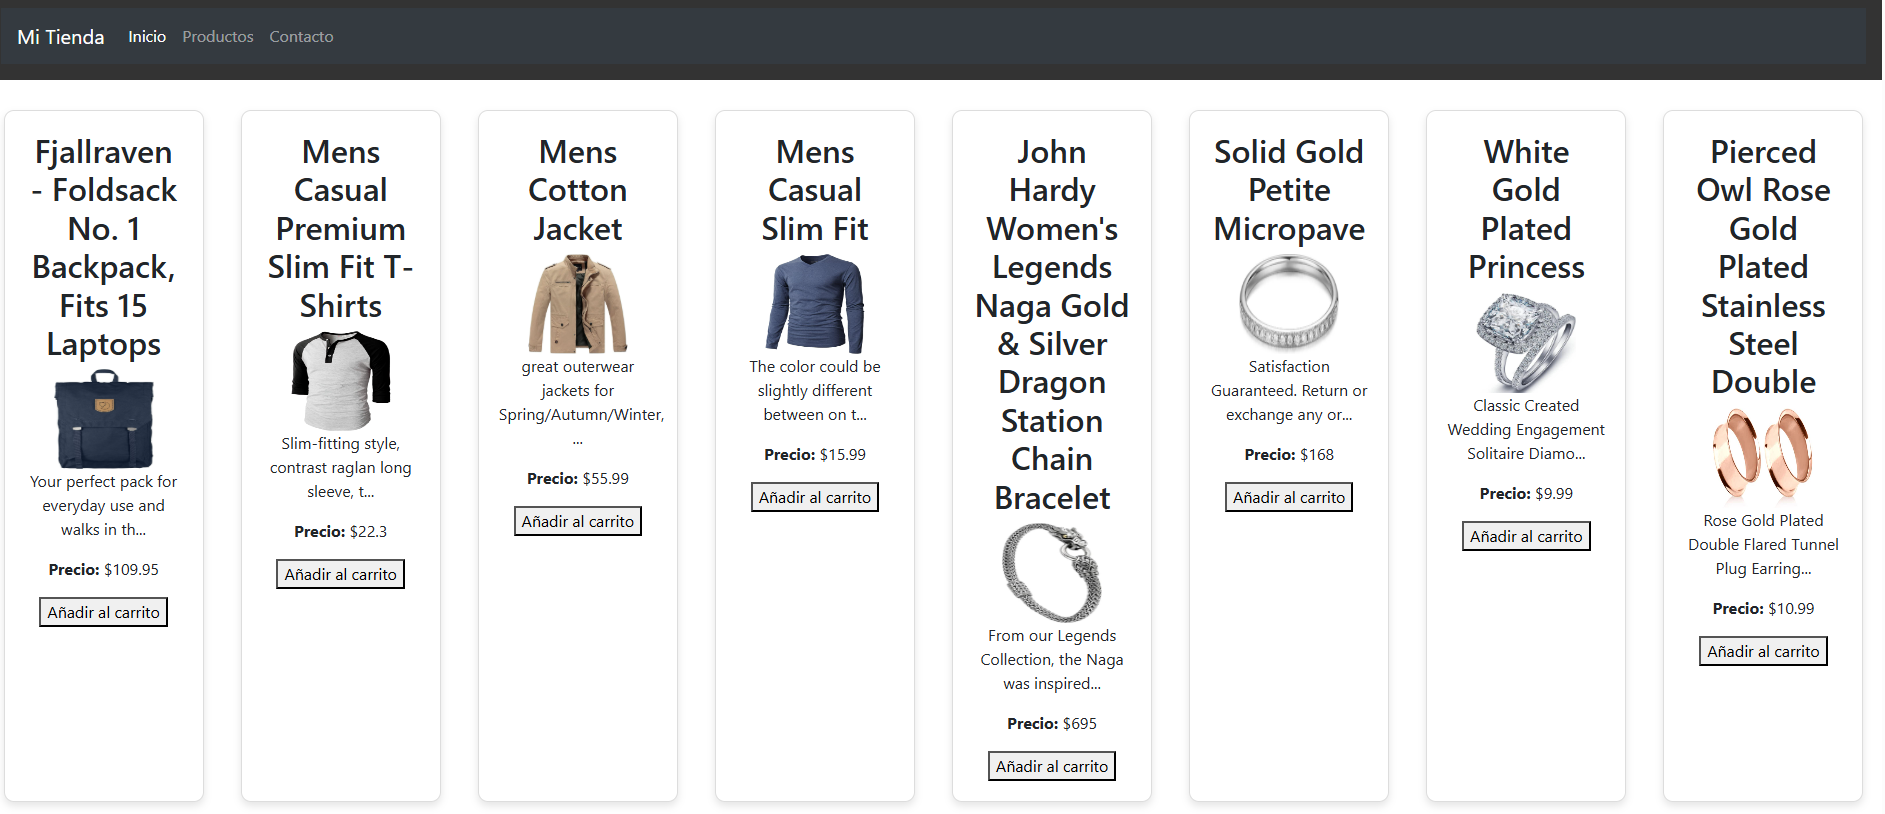 Mi Tienda Inicio Productos Contacto
Fjallraven
- Foldsack
No. 1
Backpack,
Fits 15
Laptops
Your perfect pack for
everyday use and
walks in th...
Precio: $109.95
Añadir al carrito
Mens
Casual
Premium
Slim Fit T-
Shirts
Slim-fitting style,
contrast raglan long
sleeve, t...
Precio: $22.3
Añadir al carrito
Mens
Cotton
Jacket
great outerwear
jackets for
Spring/Autumn/Winter,
...
Precio: $55.99
Añadir al carrito
Mens
Casual
Slim Fit
The color could be
slightly different
between on t...
Precio: $15.99
Añadir al carrito
John
Hardy
Women's
Legends
Naga Gold
& Silver
Dragon
Station
Chain
Bracelet
From our Legends
Collection, the Naga
was inspired...
Precio: $695
Añadir al carrito
Solid Gold
Petite
Micropave
Satisfaction
Guaranteed. Return or
exchange any or...
Precio: $168
Añadir al carrito
White
Gold
Plated
Princess
Classic Created
Wedding Engagement
Solitaire Diamo...
Precio: $9.99
Añadir al carrito
Pierced
Owl Rose
Gold
Plated
Stainless
Steel
Double
Rose Gold Plated
Double Flared Tunnel
Plug Earring...
Precio: $10.99
Añadir al carrito